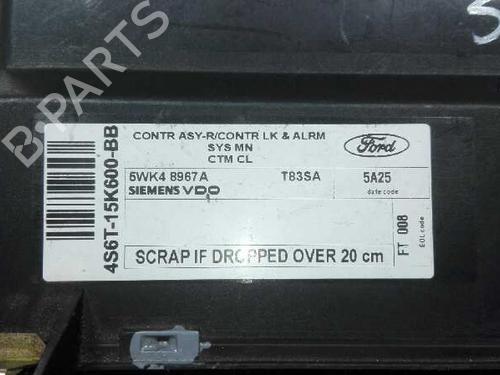 CONTR ASY-R/CONTR LK & ALRM
SYS MN
CTM CL
Ford
5WK4 8967A
T83SA
5A25
date code
SIEMENS VDO
4S6T-15K600-BB
FT 008
EOL code
SCRAP IF DROPPED OVER 20 cm
B-PARTS